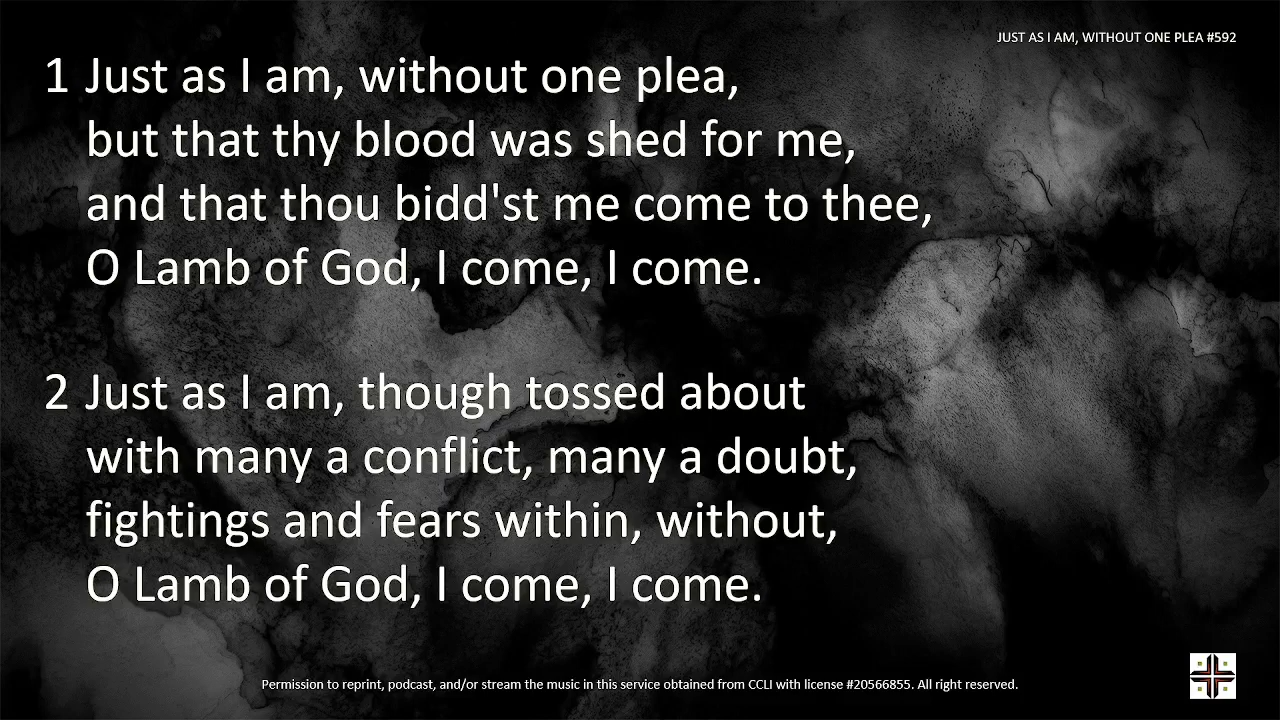 JUST AS I AM, WITHOUT ONE PLEA #592
1 Just as I am, without one plea,
but that thy blood was shed for me,
and that thou bidd'st me come to thee,
O Lamb of God, I come, I come.
2 Just as I am, though tossed about
with many a conflict, many a doubt,
fightings and fears within, without,
O Lamb of God, I come, I come.
Permission to reprint, podcast, and/or stream the music in this service obtained from CCLI with license #20566855. All right reserved.